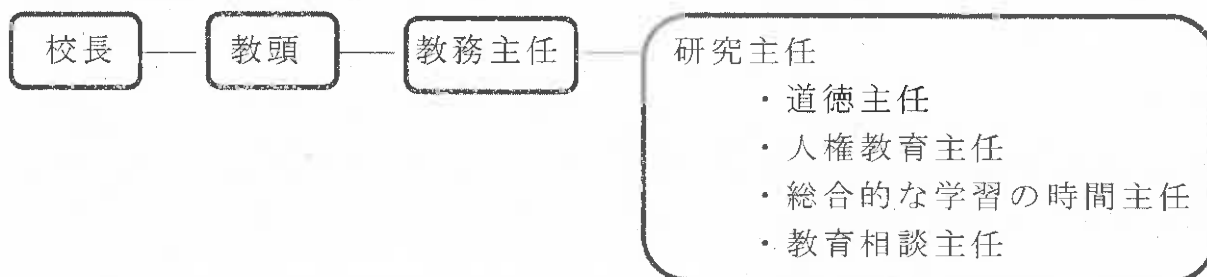 校長
教頭
教務主任
研究主任
・道徳主任
・人権教育主任
・総合的な学習の時間主任
・教育相談主任